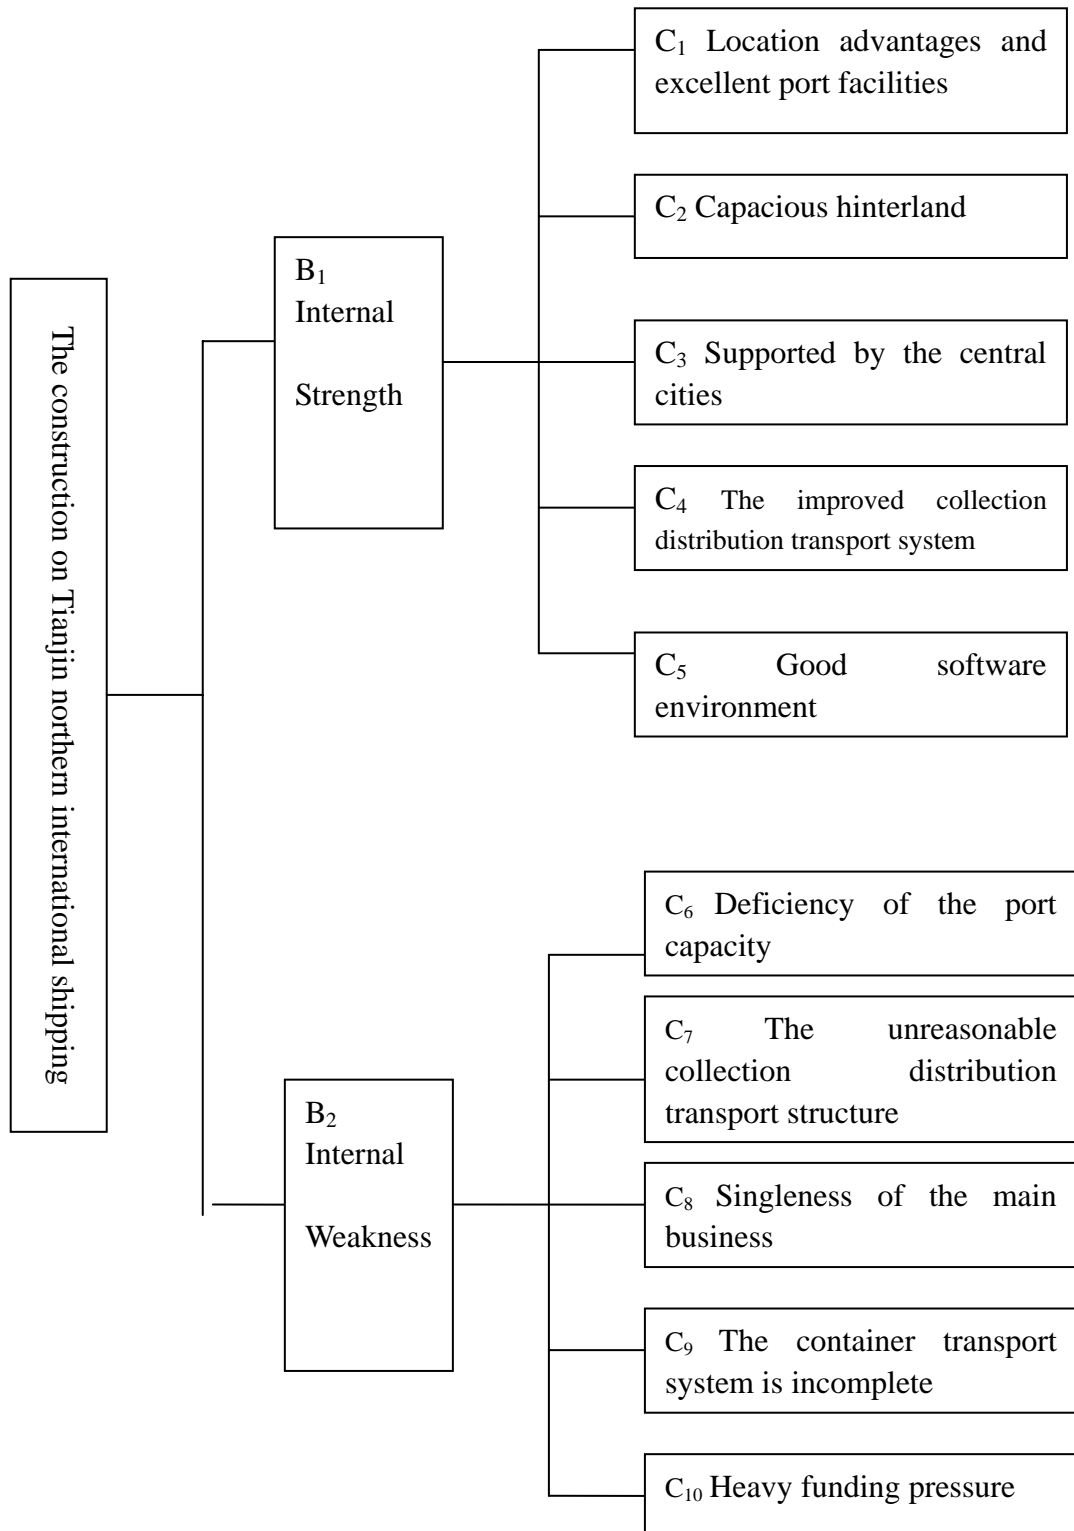 The construction on Tianjin northern international shipping
B₁
Internal
Strength
C₁ Location advantages and
excellent port facilities
C₂ Capacious hinterland
C₃ Supported by the central
cities
C₄ The improved collection
distribution transport system
C₅ Good software
environment
B₂
Internal
Weakness
C₆ Deficiency of the port
capacity
C₇ The unreasonable
collection distribution
transport structure
C₈ Singleness of the main
business
C₉ The container transport
system is incomplete
C₁₀ Heavy funding pressure